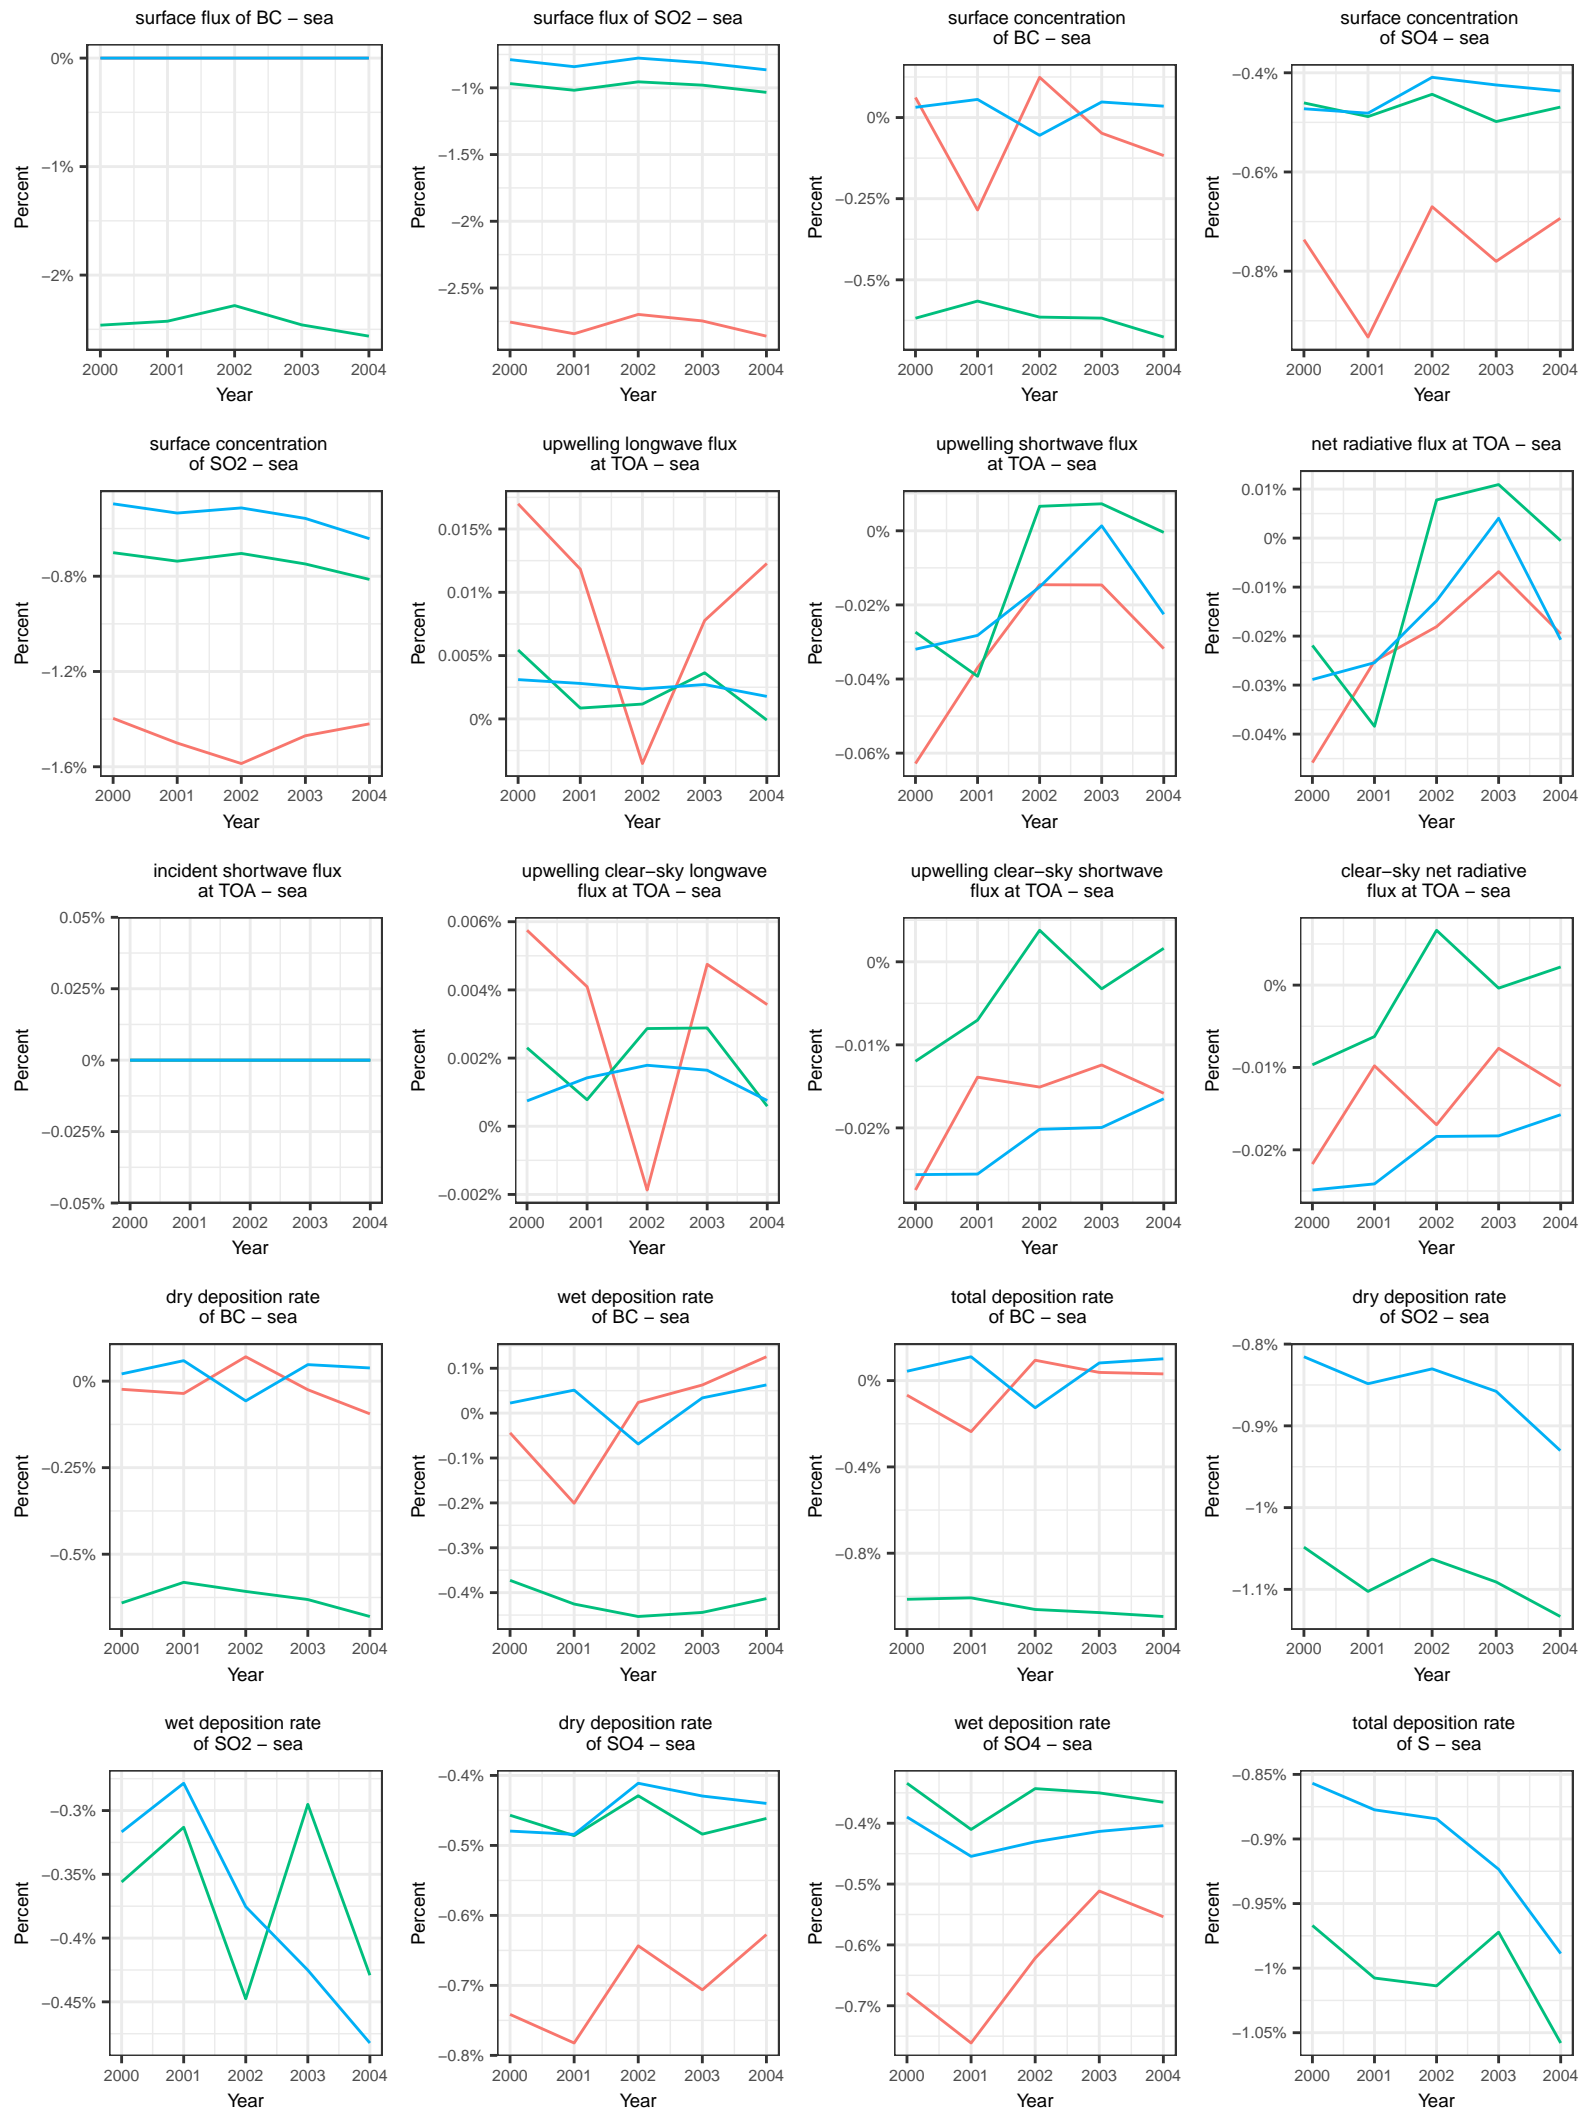 surface flux of BC – sea
0%
−1%
−2%
Percent
2000 2001 2002 2003 2004
Year
surface flux of SO2 – sea
−1%
−1.5%
−2%
−2.5%
Percent
2000 2001 2002 2003 2004
Year
surface concentration
of BC – sea
0%
−0.25%
−0.5%
Percent
2000 2001 2002 2003 2004
Year
surface concentration
of SO4 – sea
−0.4%
−0.6%
−0.8%
Percent
2000 2001 2002 2003 2004
Year
surface concentration
of SO2 – sea
−0.8%
−1.2%
−1.6%
Percent
2000 2001 2002 2003 2004
Year
upwelling longwave flux
at TOA – sea
0.015%
0.01%
0.005%
0%
Percent
2000 2001 2002 2003 2004
Year
upwelling shortwave flux
at TOA – sea
0%
−0.02%
−0.04%
−0.06%
Percent
2000 2001 2002 2003 2004
Year
net radiative flux at TOA – sea
0.01%
0%
−0.01%
−0.02%
−0.03%
−0.04%
Percent
2000 2001 2002 2003 2004
Year
incident shortwave flux
at TOA – sea
0.05%
0.025%
0%
−0.025%
−0.05%
Percent
2000 2001 2002 2003 2004
Year
upwelling clear−sky longwave
flux at TOA – sea
0.006%
0.004%
0.002%
0%
−0.002%
Percent
2000 2001 2002 2003 2004
Year
upwelling clear−sky shortwave
flux at TOA – sea
0%
−0.01%
−0.02%
Percent
2000 2001 2002 2003 2004
Year
clear−sky net radiative
flux at TOA – sea
0%
−0.01%
−0.02%
Percent
2000 2001 2002 2003 2004
Year
dry deposition rate
of BC – sea
0%
−0.25%
−0.5%
Percent
2000 2001 2002 2003 2004
Year
wet deposition rate
of BC – sea
0.1%
0%
−0.1%
−0.2%
−0.3%
−0.4%
Percent
2000 2001 2002 2003 2004
Year
total deposition rate
of BC – sea
0%
−0.4%
−0.8%
Percent
2000 2001 2002 2003 2004
Year
dry deposition rate
of SO2 – sea
−0.8%
−0.9%
−1%
−1.1%
Percent
2000 2001 2002 2003 2004
Year
wet deposition rate
of SO2 – sea
−0.3%
−0.35%
−0.4%
−0.45%
Percent
2000 2001 2002 2003 2004
Year
dry deposition rate
of SO4 – sea
−0.4%
−0.5%
−0.6%
−0.7%
−0.8%
Percent
2000 2001 2002 2003 2004
Year
wet deposition rate
of SO4 – sea
−0.4%
−0.5%
−0.6%
−0.7%
Percent
2000 2001 2002 2003 2004
Year
total deposition rate
of S – sea
−0.85%
−0.9%
−0.95%
−1%
−1.05%
Percent
2000 2001 2002 2003 2004
Year